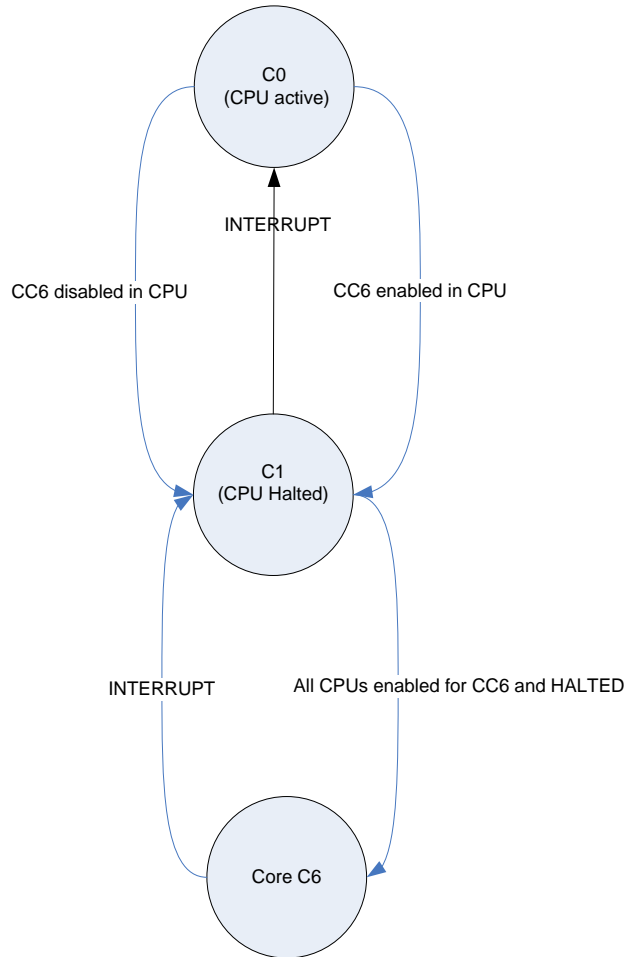 C0
(CPU active)
INTERRUPT
CC6 disabled in CPU
CC6 enabled in CPU
C1
(CPU Halted)
INTERRUPT
All CPUs enabled for CC6 and HALTED
Core C6